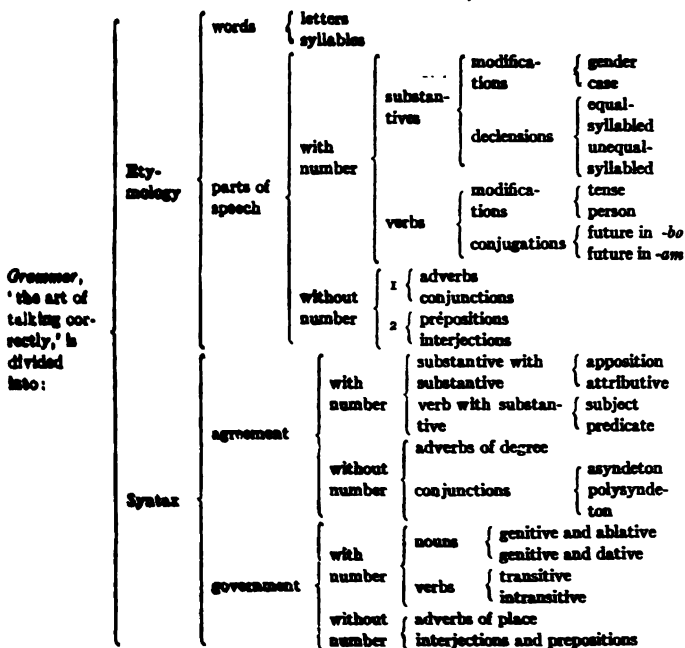 words
letters
syllables
Ety-
mology
parts of
speech
with
number
substan-
tives
modifica-
tions
gender
case
declensions
equal-
syllabled
unequal-
syllabled
verbs
modifica-
tions
tense
person
conjugations
future in -bo
future in -am
without
number
1
adverbs
conjunctions
2
prepositions
interjections
Grammar,
'the art of
talking cor-
rectly,' is
divided
into:
Syntax
agreement
with
number
substantive with
substantive
apposition
attributive
verb with substan-
tive
subject
predicate
without
number
adverbs of degree
conjunctions
asyndeton
polysynde-
ton
government
with
number
nouns
genitive and ablative
genitive and dative
verbs
transitive
intransitive
without
number
adverbs of place
interjections and prepositions